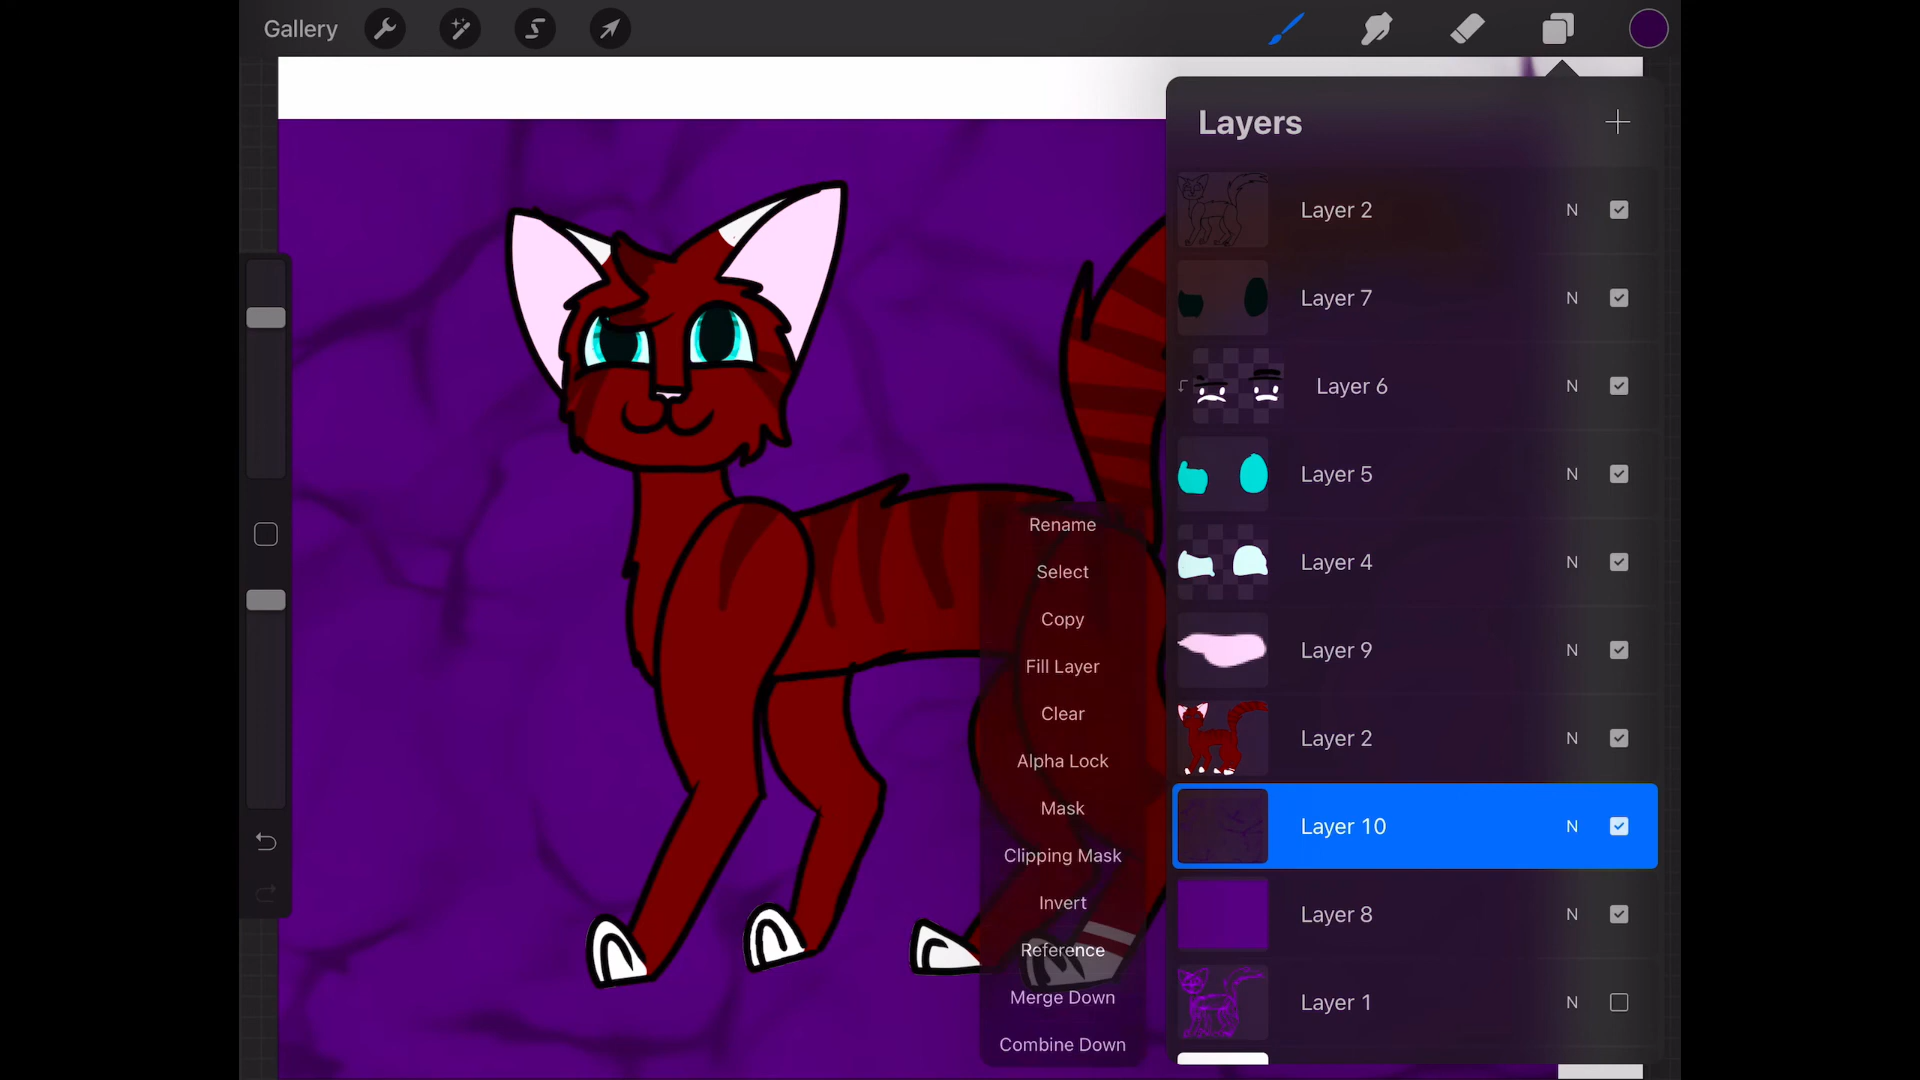 Gallery
Layers
Layer 2 N
Layer 7 N
Layer 6 N
Layer 5 N
Layer 4 N
Layer 9 N
Layer 2 N
Layer 10 N
Layer 8 N
Layer 1 N
Rename
Select
Copy
Fill Layer
Clear
Alpha Lock
Mask
Clipping Mask
Invert
Reference
Merge Down
Combine Down